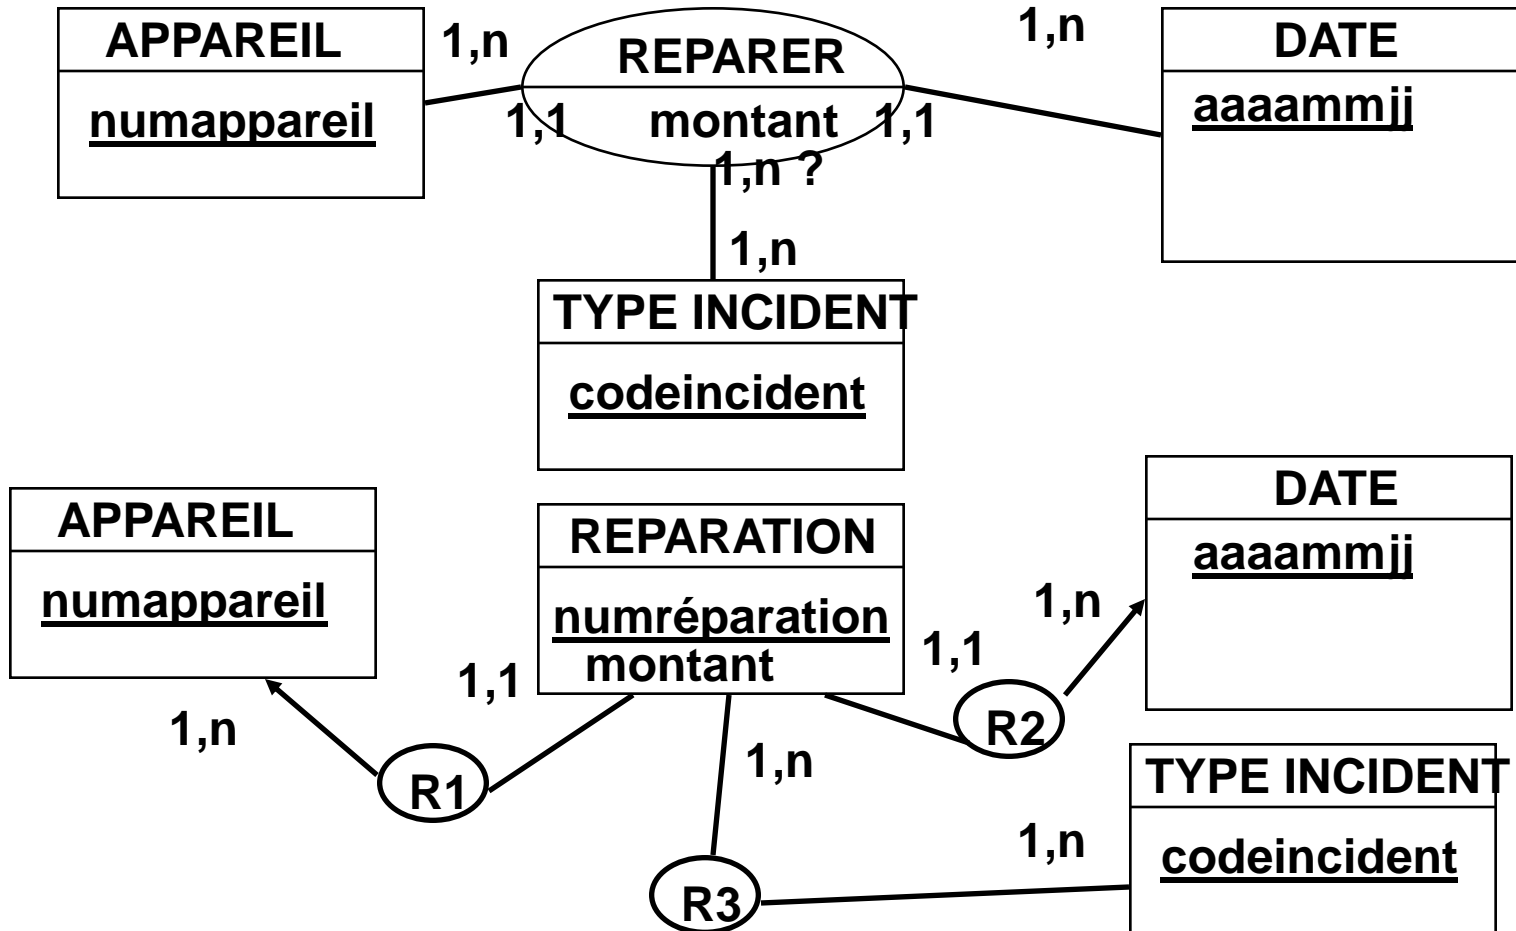 APPAREIL
numappareil
1,n
REPARER
montant
1,1
1,1
1,n ?
1,n
DATE
aaaammjj
1,n
TYPE INCIDENT
codeincident
APPAREIL
numappareil
REPARATION
numréparation
montant
DATE
aaaammjj
1,n
1,1
1,1
1,n
R1
R2
1,n
TYPE INCIDENT
codeincident
1,n
R3